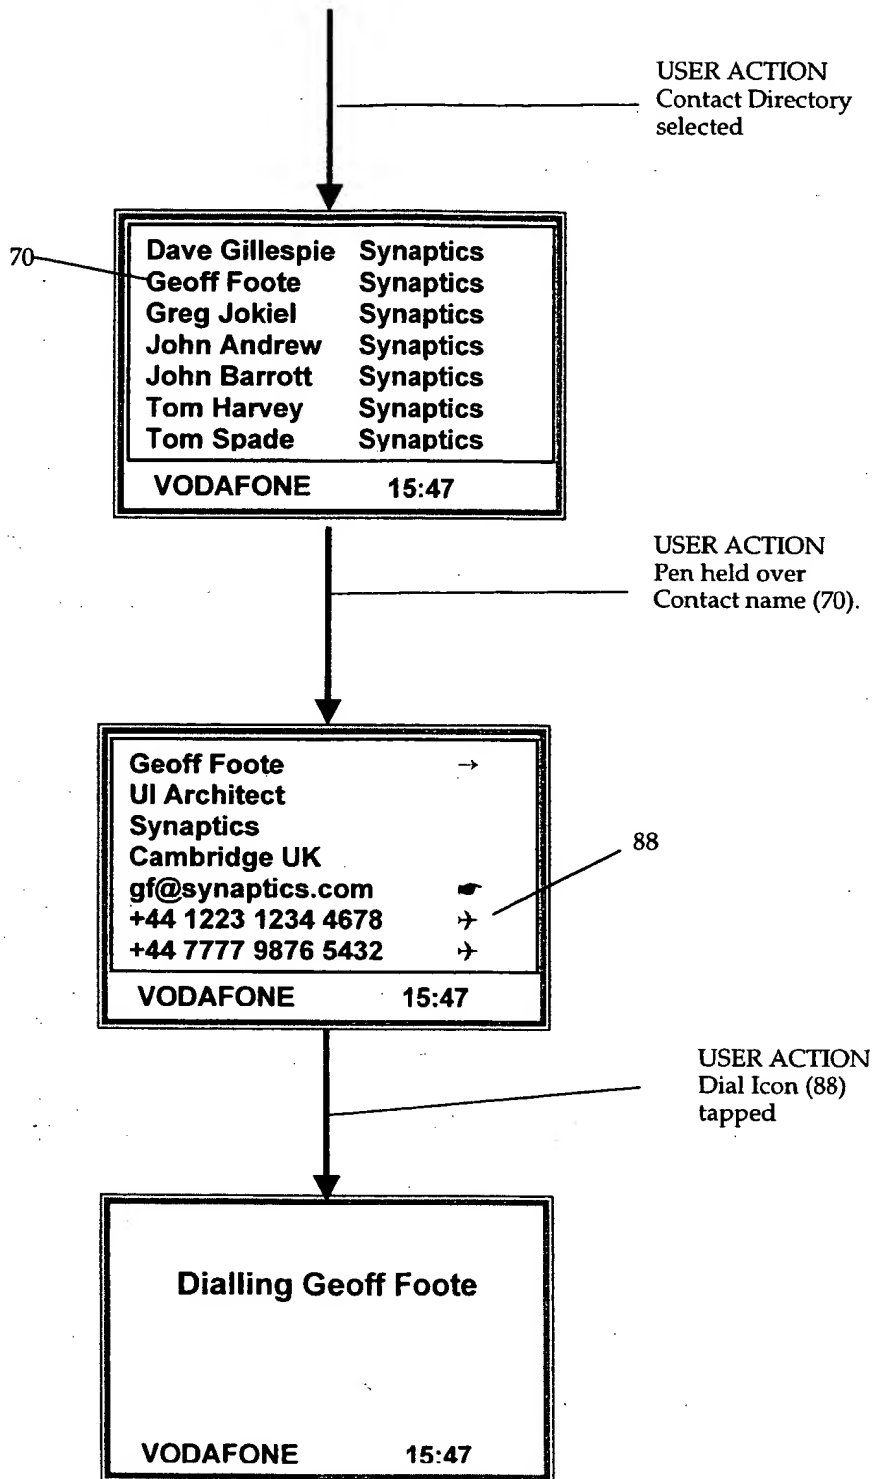 USER ACTION
Contact Directory
selected
70
Dave Gillespie Synaptics
Geoff Foote Synaptics
Greg Jokiel Synaptics
John Andrew Synaptics
John Barrott Synaptics
Tom Harvey Synaptics
Tom Spade Synaptics
VODAFONE 15:47
USER ACTION
Pen held over
Contact name (70).
Geoff Foote →
UI Architect
Synaptics
Cambridge UK
gf@synaptics.com
+44 1223 1234 4678
+44 7777 9876 5432
88
VODAFONE 15:47
USER ACTION
Dial Icon (88)
tapped
Dialling Geoff Foote
VODAFONE 15:47